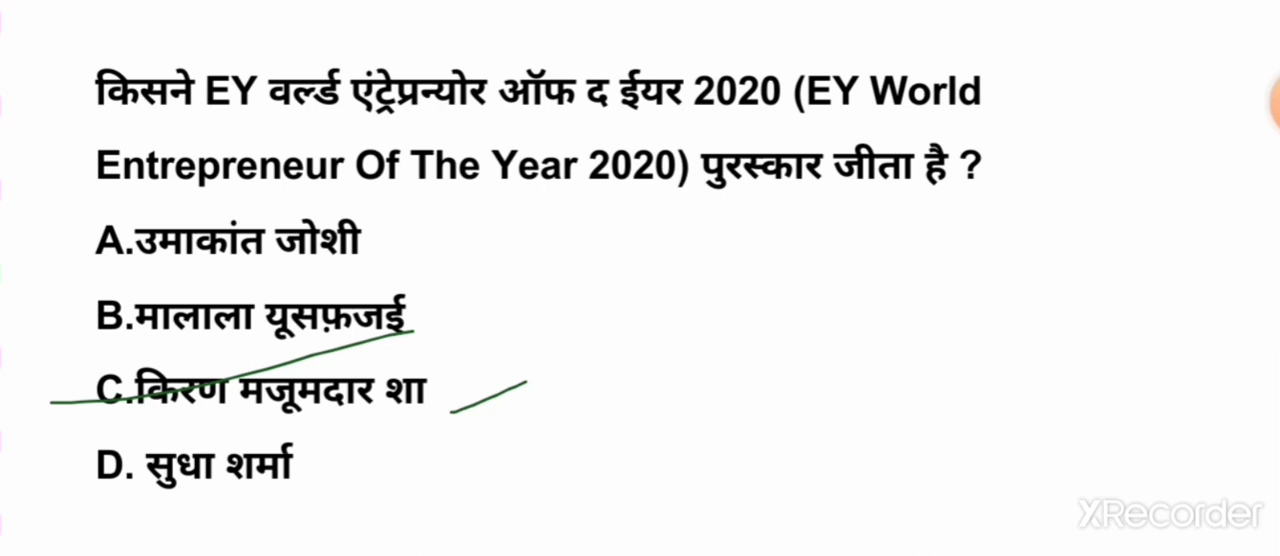 किसने EY वर्ल्ड एंट्रेप्रन्योर ऑफ द ईयर 2020 (EY World
Entrepreneur Of The Year 2020) पुरस्कार जीता है ?
A.उमाकांत जोशी
B.मालाला यूसफ़जई
C.किरण मजूमदार शा
D. सुधा शर्मा
XRecorder